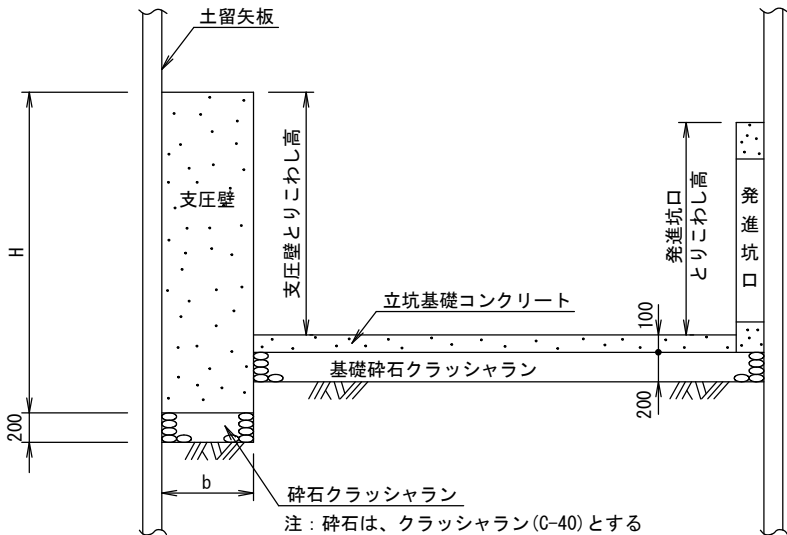 土留矢板
支圧壁
H
200
b
支圧壁とりこわし高
発進坑口
とりこわし高
発進坑口
立坑基礎コンクリート
100
基礎砕石クラッシャラン
200
砕石クラッシャラン
注：砕石は、クラッシャラン(C-40)とする